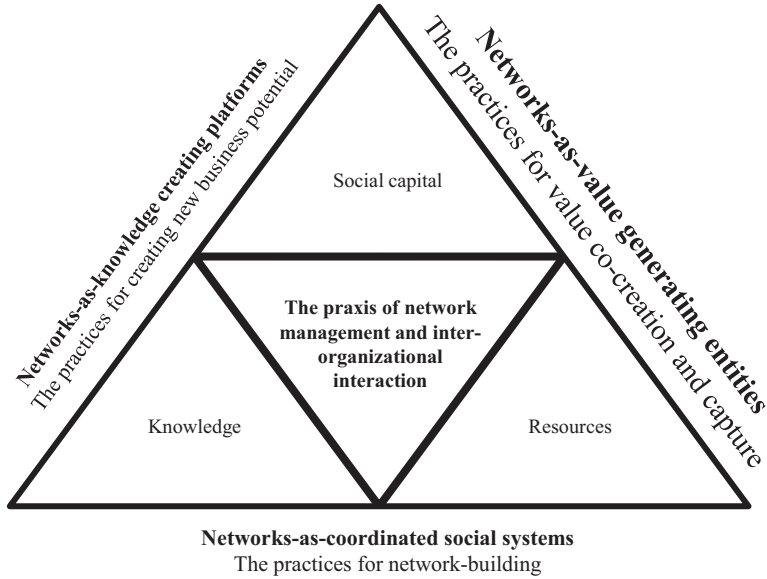 Networks-as-knowledge creating platforms
The practices for creating new business potential
Networks-as-value generating entities
The practices for value co-creation and capture
Social capital
The praxis of network
management and inter-
organizational
interaction
Knowledge
Resources
Networks-as-coordinated social systems
The practices for network-building